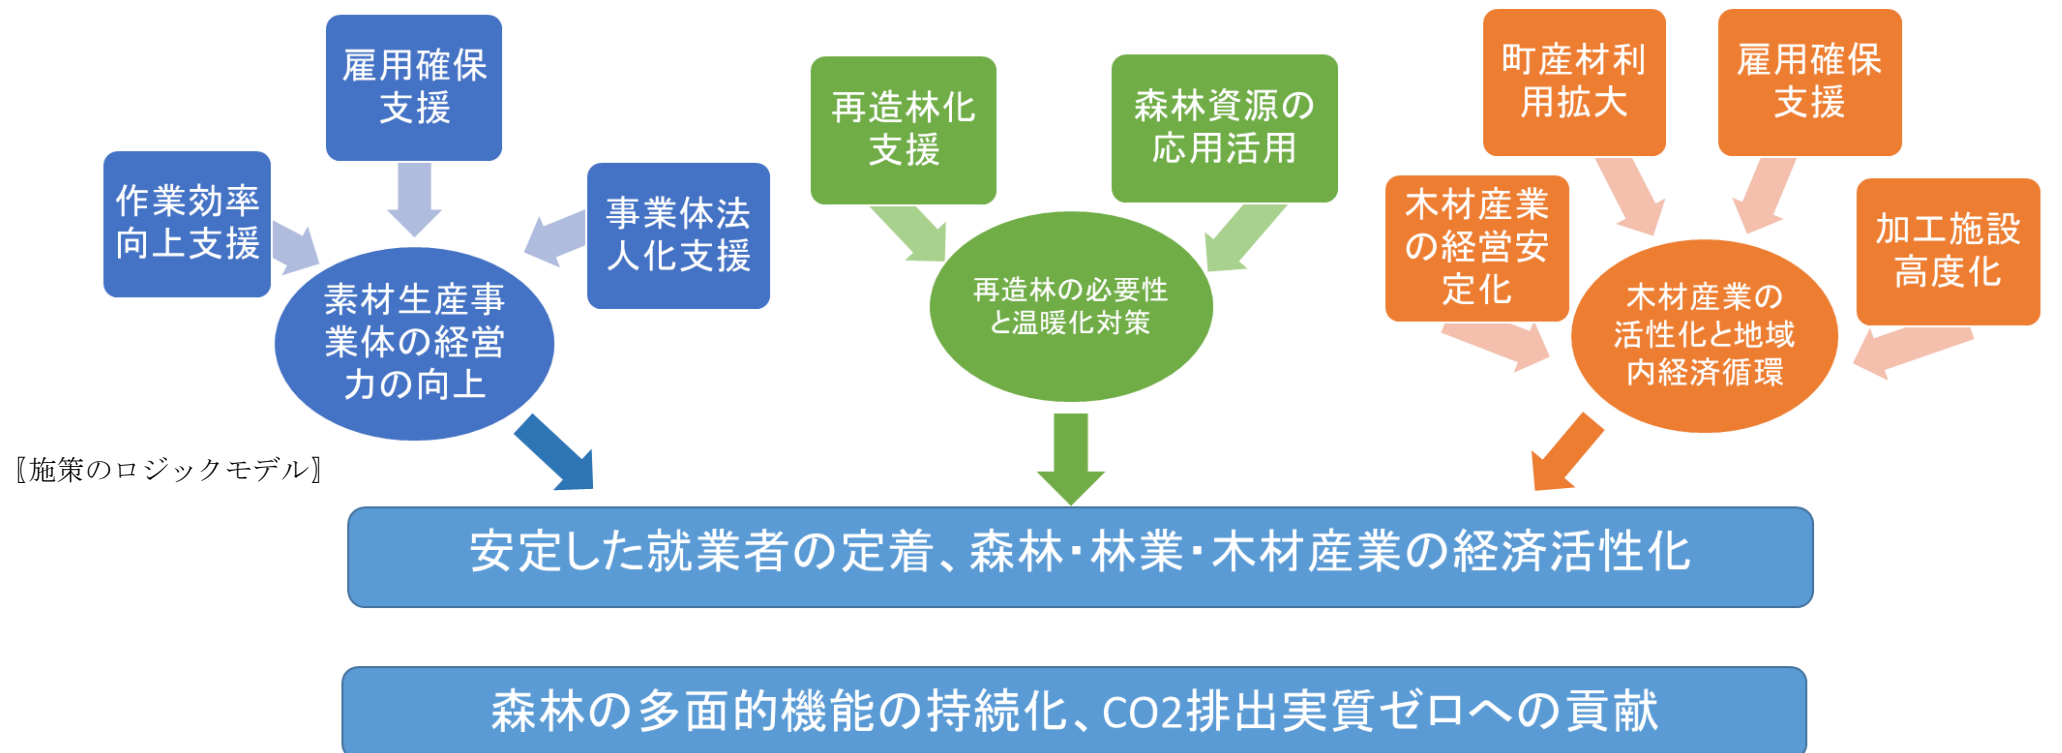 雇用確保
支援
作業効率
向上支援
事業体法
人化支援
素材生産事
業体の経営
力の向上
再造林化
支援
森林資源の
応用活用
再造林の必要性
と温暖化対策
町産材利
用拡大
雇用確保
支援
木材産業
の経営安
定化
加工施設
高度化
木材産業の
活性化と地域
内経済循環
〖施策のロジックモデル〗
安定した就業者の定着、森林・林業・木材産業の経済活性化
森林の多面的機能の持続化、CO2排出実質ゼロへの貢献